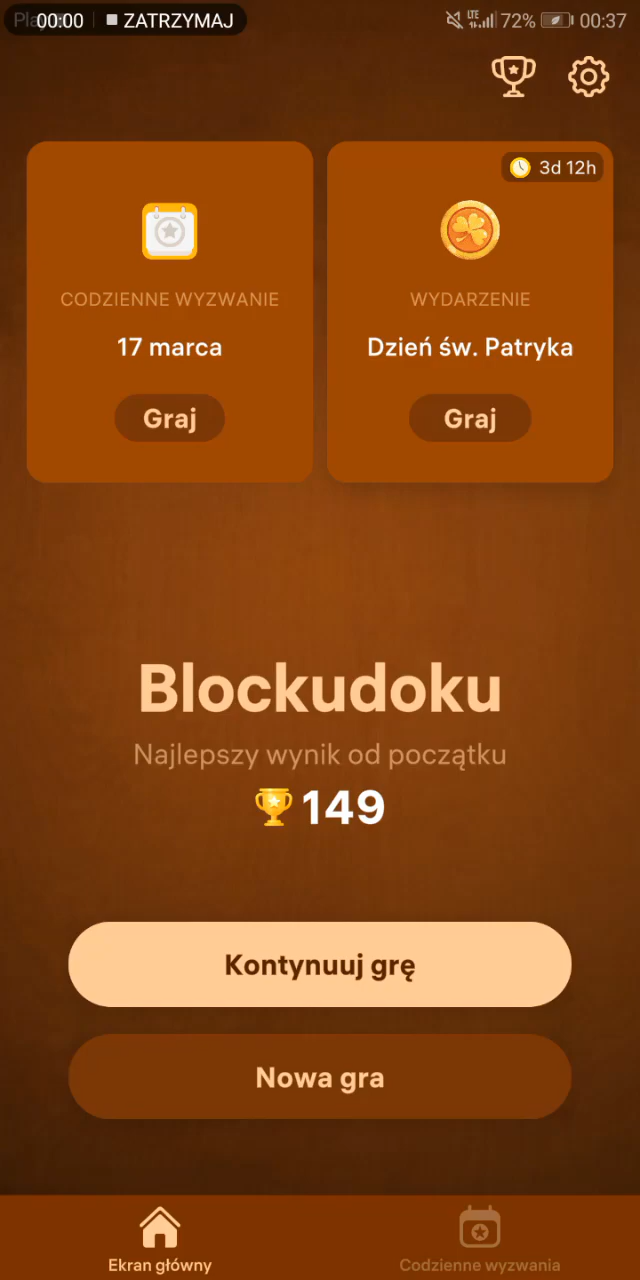 00:00 ZATRZYMAJ LTE 72% 00:37
3d 12h
CODZIENNE WYZWANIE
17 marca
Graj
WYDARZENIE
Dzień św. Patryka
Graj
Blockudoku
Najlepszy wynik od początku
149
Kontynuuj grę
Nowa gra
Ekran główny
Codzienne wyzwania